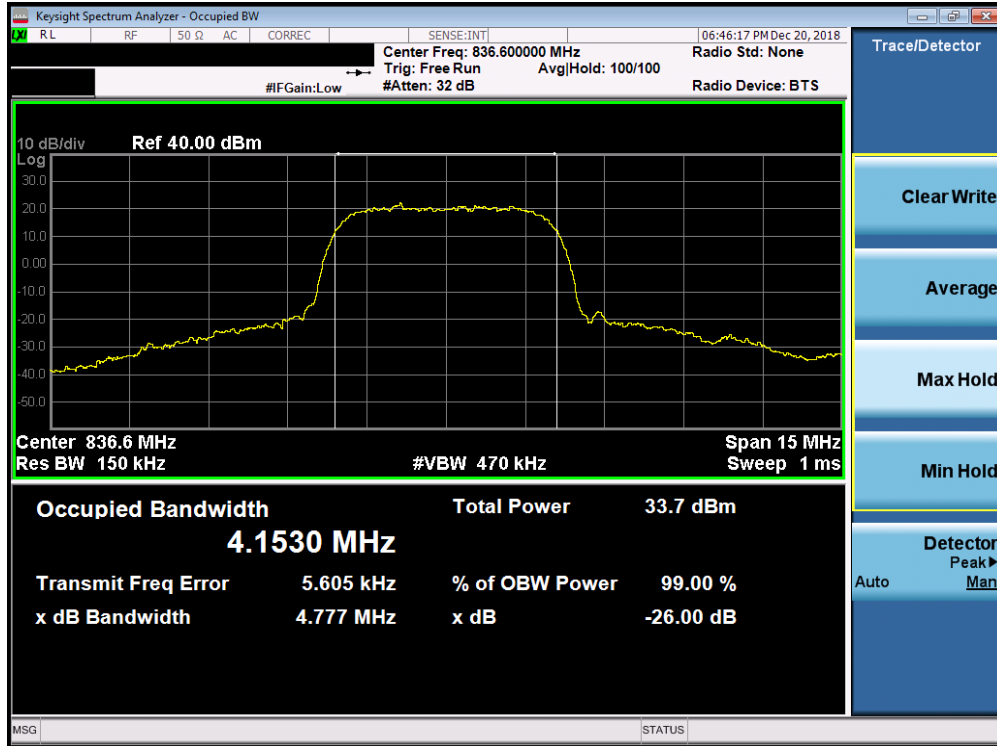 Keysight Spectrum Analyzer - Occupied BW
LXI RL RF 50 Ω AC CORREC SENSE:INT 06:46:17 PM Dec 20, 2018
Center Freq: 836.600000 MHz Radio Std: None
Trig: Free Run Avg|Hold: 100/100
#IFGain:Low #Atten: 32 dB Radio Device: BTS
Trace/Detector
10 dB/div Ref 40.00 dBm
Log
30.0
20.0
10.0
0.00
-10.0
-20.0
-30.0
-40.0
-50.0
Center 836.6 MHz Span 15 MHz
Res BW 150 kHz #VBW 470 kHz Sweep 1 ms
Occupied Bandwidth Total Power 33.7 dBm
4.1530 MHz
Transmit Freq Error 5.605 kHz % of OBW Power 99.00 %
x dB Bandwidth 4.777 MHz x dB -26.00 dB
Clear Write
Average
Max Hold
Min Hold
Detector
Peak▶
Auto Man
MSG STATUS